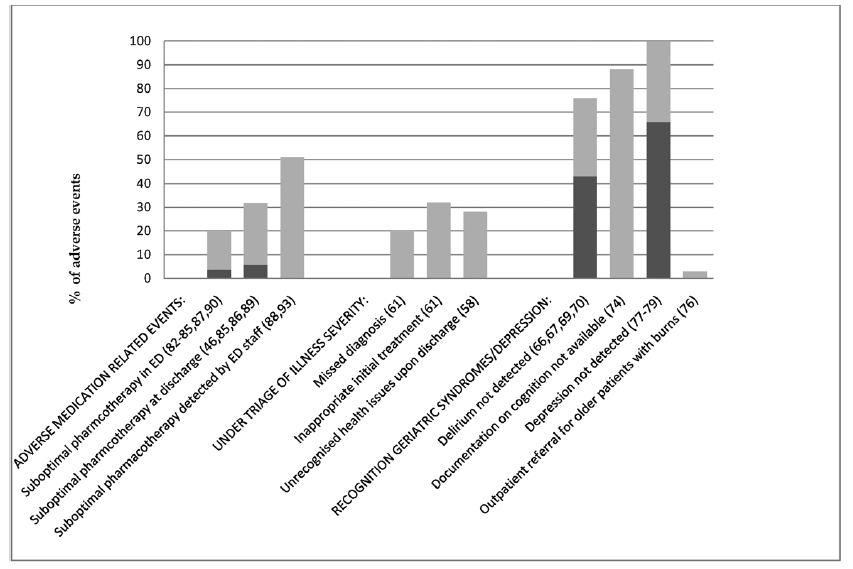 100
90
80
70
60
50
40
30
20
10
0
% of adverse events
ADVERSE MEDICATION RELATED EVENTS:
Suboptimal pharmcotherapy in ED (82-85,87,90)
Suboptimal pharmcotherapy at discharge (46,85,86,89)
Suboptimal pharmacotherapy detected by ED staff (88,93)
UNDER TRIAGE OF ILLNESS SEVERITY:
Missed diagnosis (61)
Inappropriate initial treatment (61)
Unrecognised health issues upon discharge (58)
RECOGNITION GERIATRIC SYNDROMES/DEPRESSION:
Delirium not detected (66,67,69,70)
Documentation on cognition not available (74)
Depression not detected (77-79)
Outpatient referral for older patients with burns (76)